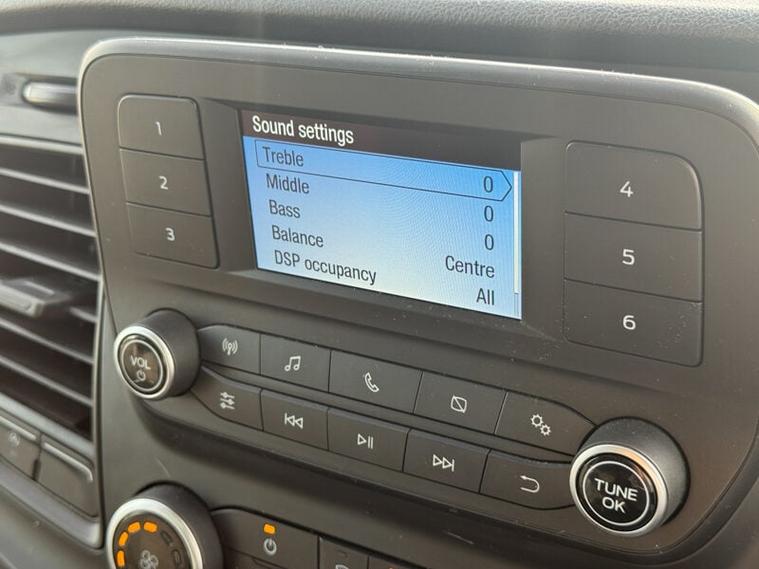 Sound settings
Treble 0
Middle 0
Bass 0
Balance Centre
DSP occupancy All
1
2
3
4
5
6
VOL
TUNE
OK